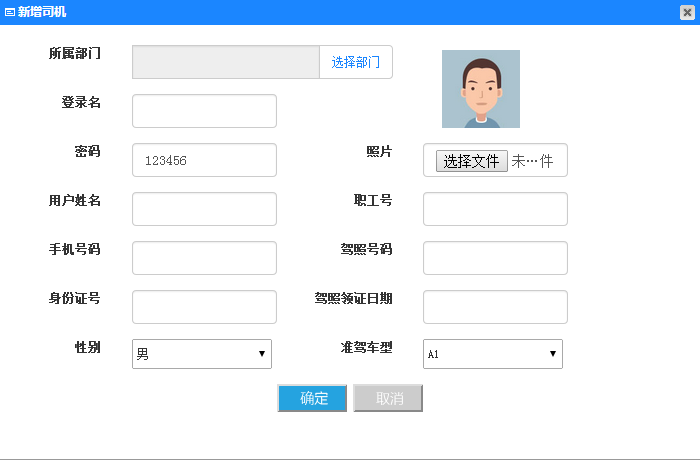 新增司机
所属部门 选择部门
登录名
密码 123456 照片 选择文件 未…件
用户姓名 职工号
手机号码 驾照号码
身份证号 驾照领证日期
性别 男 准驾车型 A1
确定 取消